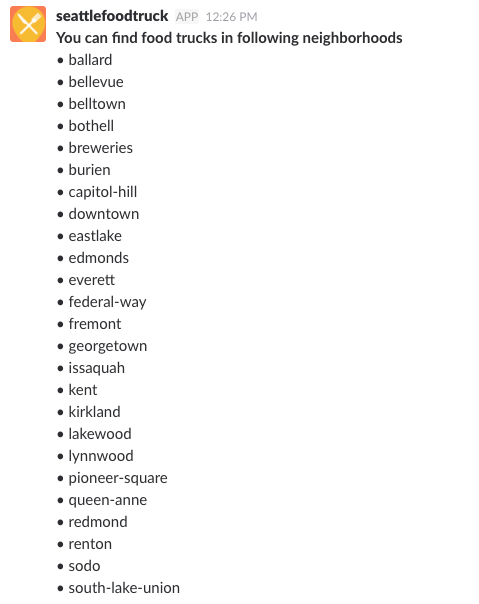 seattlefoodtruck APP 12:26 PM
You can find food trucks in following neighborhoods
• ballard
• bellevue
• belltown
• bothell
• breweries
• burien
• capitol-hill
• downtown
• eastlake
• edmonds
• everett
• federal-way
• fremont
• georgetown
• issaquah
• kent
• kirkland
• lakewood
• lynnwood
• pioneer-square
• queen-anne
• redmond
• renton
• sodo
• south-lake-union